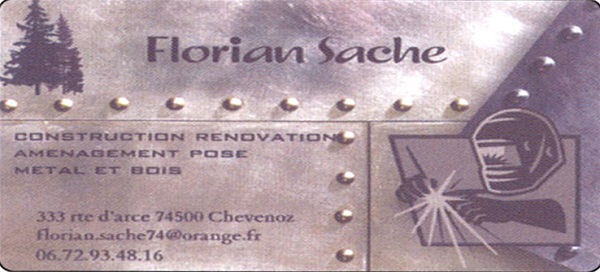 Florian Sache
CONSTRUCTION RENOVATION
AMENAGEMENT POSE
METAL ET BOIS
333 rte d'arce 74500 Chevenoz
florian.sache74@orange.fr
06.72.93.48.16